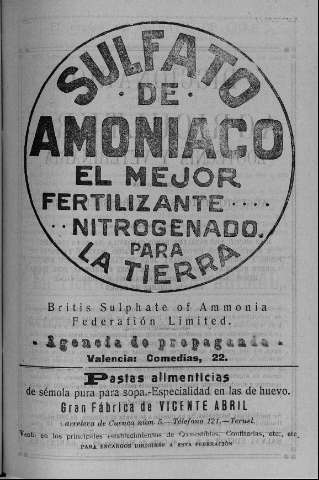 SULFATO
· DE ·
AMONIACO
EL MEJOR
FERTILIZANTE ····
·· NITROGENADO.
PARA
LA TIERRA
Britis Sulphate of Ammonia
Federatión Limited.
• Agencia de propaganda •
Valencia: Comedias, 22.
Pastas alimenticias
de sémola pura para sopa.-Especialidad en las de huevo.
Gran Fábrica de VICENTE ABRIL
Carretera de Cuenca núm 5.—Teléfono 121.—Teruel.
en los principales establecimientos de Comestibles, Confiterías, etc., etc.
PARA ENCARGOS DIRIGIRSE A ESTA FEDERACIÓN